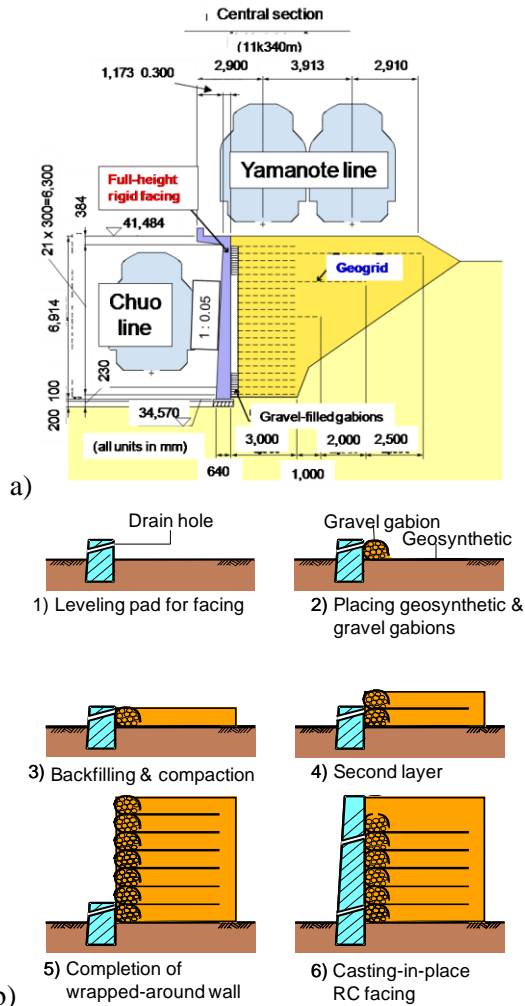 Central section
(11k340m)
2,900 3,913 2,910
1,173 0.300
Yamanote line
Full-height
rigid facing
21 x 300=6,300
384
41,484
Geogrid
Chuo
line
1 : 0.05
6,914
230
200 100
34,570
Gravel-filled gabions
(all units in mm)
3,000 2,000 2,500
640 1,000
a)
Drain hole
1) Leveling pad for facing
Gravel gabion
Geosynthetic
2) Placing geosynthetic &
gravel gabions
3) Backfilling & compaction
4) Second layer
5) Completion of
wrapped-around wall
6) Casting-in-place
RC facing
b)